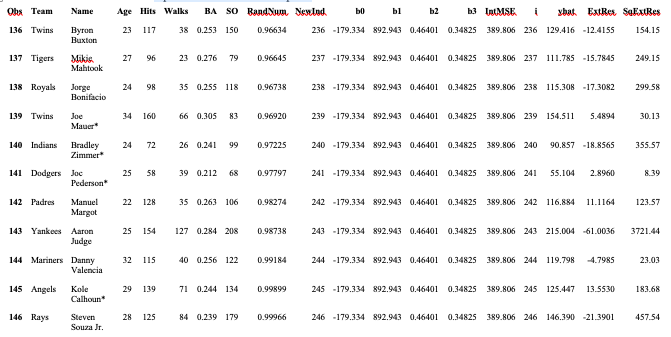 Obs Team Name Age Hits Walks BA SO RandNum NewInd b0 b1 b2 b3 IntMSE i yhat ExtRes SqExtRes
136 Twins Byron Buxton 23 117 38 0.253 150 0.96634 236 -179.334 892.943 0.46401 0.34825 389.806 236 129.416 -12.4155 154.15
137 Tigers Mikie Mahtook 27 96 23 0.276 79 0.96645 237 -179.334 892.943 0.46401 0.34825 389.806 237 111.785 -15.7845 249.15
138 Royals Jorge Bonifacio 24 98 35 0.255 118 0.96738 238 -179.334 892.943 0.46401 0.34825 389.806 238 115.308 -17.3082 299.58
139 Twins Joe Mauer* 34 160 66 0.305 83 0.96920 239 -179.334 892.943 0.46401 0.34825 389.806 239 154.511 5.4894 30.13
140 Indians Bradley Zimmer* 24 72 26 0.241 99 0.97225 240 -179.334 892.943 0.46401 0.34825 389.806 240 90.857 -18.8565 355.57
141 Dodgers Joc Pederson* 25 58 39 0.212 68 0.97797 241 -179.334 892.943 0.46401 0.34825 389.806 241 55.104 2.8960 8.39
142 Padres Manuel Margot 22 128 35 0.263 106 0.98274 242 -179.334 892.943 0.46401 0.34825 389.806 242 116.884 11.1164 123.57
143 Yankees Aaron Judge 25 154 127 0.284 208 0.98738 243 -179.334 892.943 0.46401 0.34825 389.806 243 215.004 -61.0036 3721.44
144 Mariners Danny Valencia 32 115 40 0.256 122 0.99184 244 -179.334 892.943 0.46401 0.34825 389.806 244 119.798 -4.7985 23.03
145 Angels Kole Calhoun* 29 139 71 0.244 134 0.99899 245 -179.334 892.943 0.46401 0.34825 389.806 245 125.447 13.5530 183.68
146 Rays Steven Souza Jr. 28 125 84 0.239 179 0.99966 246 -179.334 892.943 0.46401 0.34825 389.806 246 146.390 -21.3901 457.54